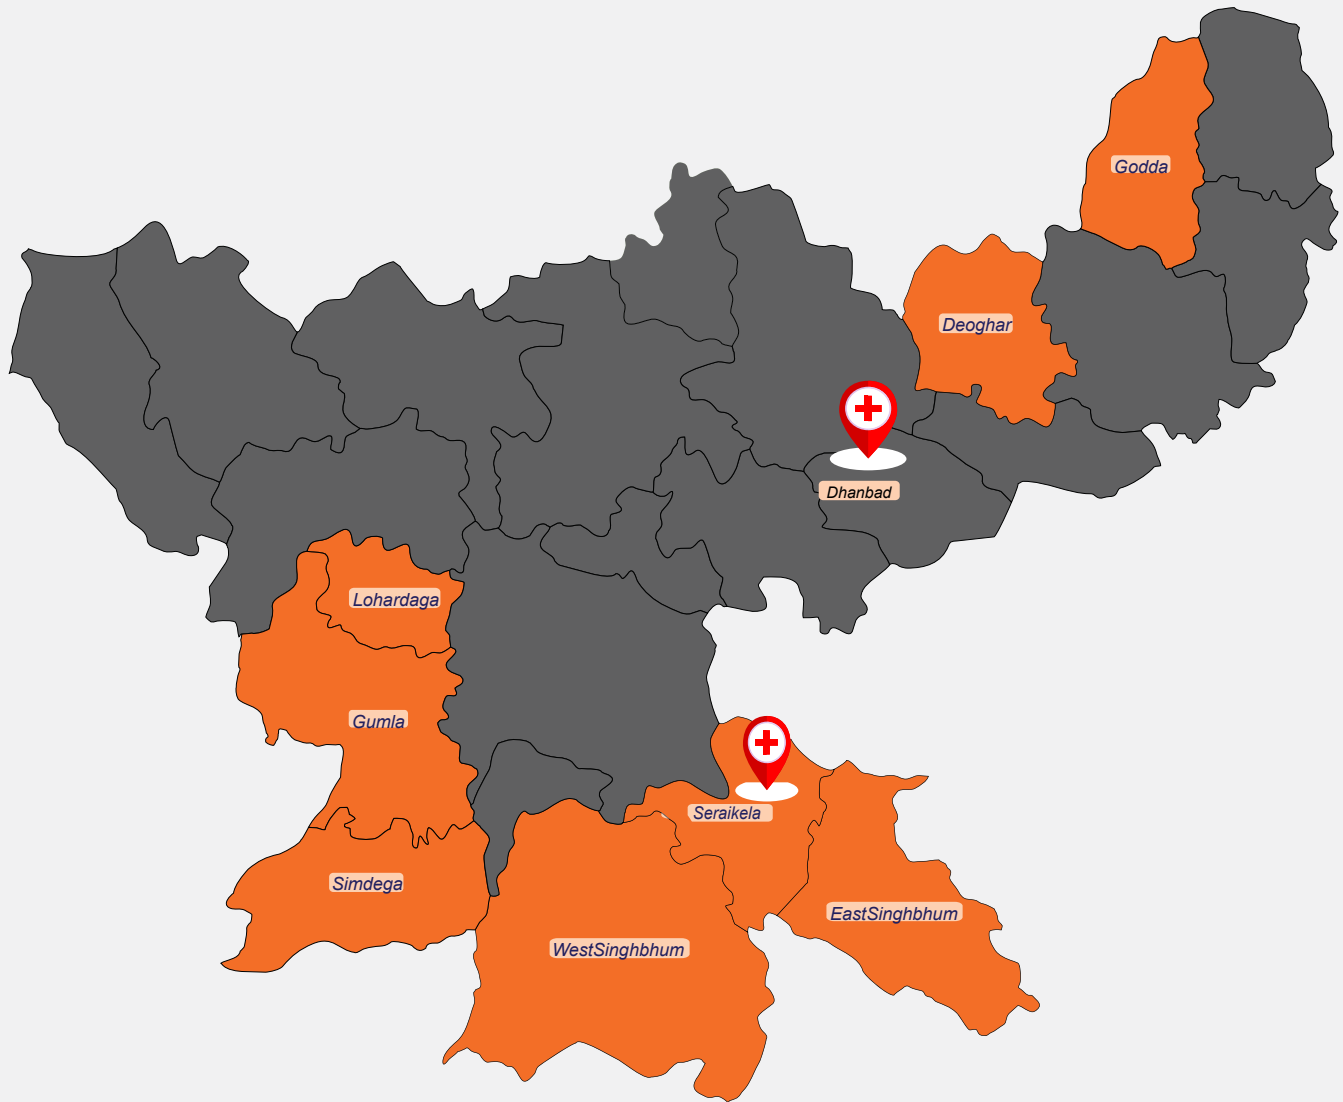 Godda
Deoghar
Dhanbad
Lohardaga
Gumla
Seraikela
Simdega
EastSinghbhum
WestSinghbhum